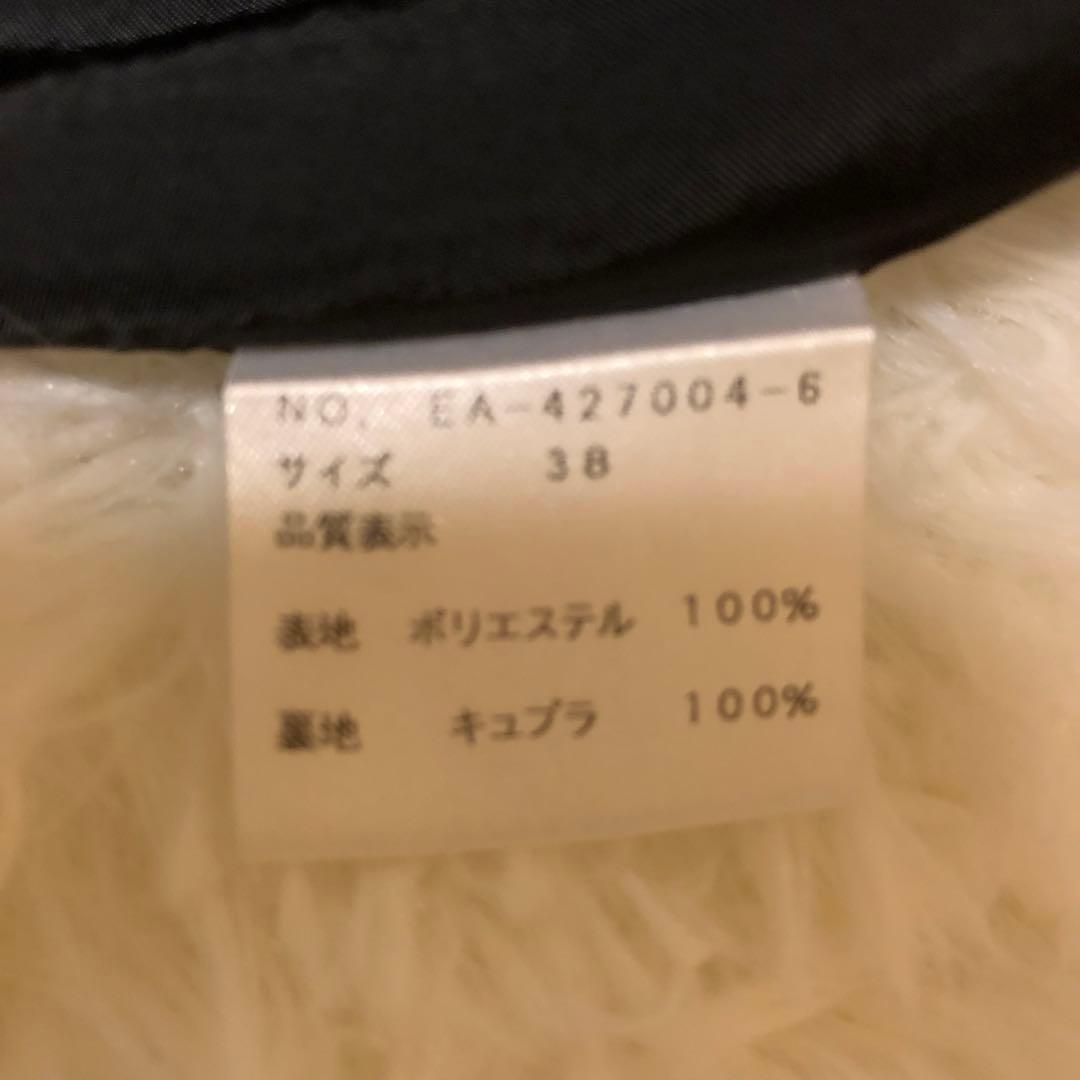 NO. EA-427004-6
サイズ 38
品質表示
表地 ポリエステル 100%
裏地 キュプラ 100%